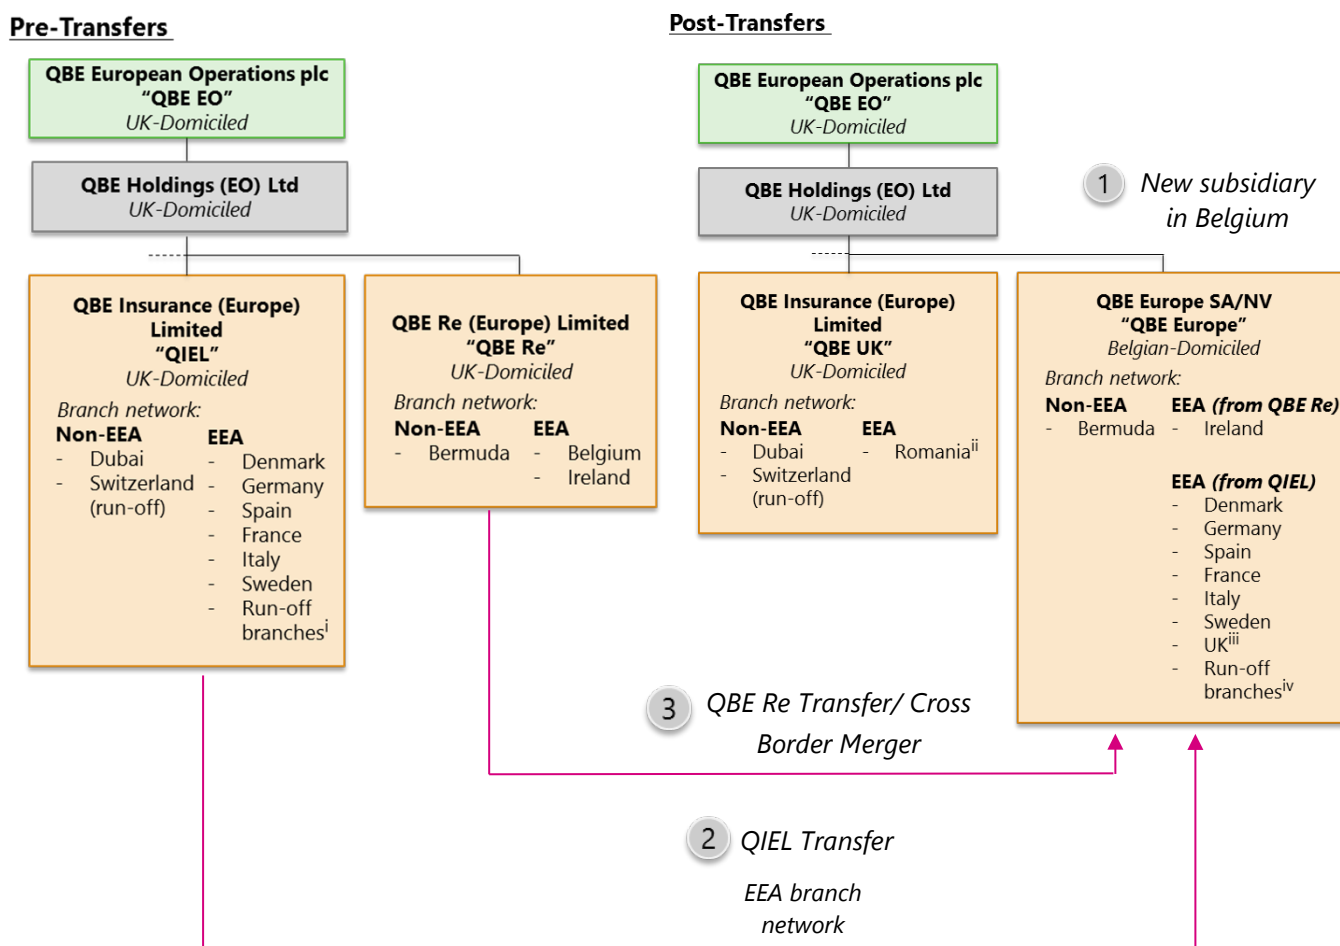 Pre-Transfers
QBE European Operations plc
“QBE EO”
UK-Domiciled
QBE Holdings (EO) Ltd
UK-Domiciled
QBE Insurance (Europe)
Limited
“QIEL”
UK-Domiciled
Branch network:
Non-EEA
- Dubai
- Switzerland
(run-off)
EEA
- Denmark
- Germany
- Spain
- France
- Italy
- Sweden
- Run-off
branchesⁱ
QBE Re (Europe) Limited
“QBE Re”
UK-Domiciled
Branch network:
Non-EEA
- Bermuda
EEA
- Belgium
- Ireland
Post-Transfers
QBE European Operations plc
“QBE EO”
UK-Domiciled
QBE Holdings (EO) Ltd
UK-Domiciled
1 New subsidiary
in Belgium
QBE Insurance (Europe)
Limited
“QBE UK”
UK-Domiciled
Branch network:
Non-EEA
- Dubai
- Switzerland
(run-off)
EEA
- Romaniaⁱⁱ
QBE Europe SA/NV
“QBE Europe”
Belgian-Domiciled
Branch network:
Non-EEA
- Bermuda
EEA (from QBE Re)
- Ireland
EEA (from QIEL)
- Denmark
- Germany
- Spain
- France
- Italy
- Sweden
- UKⁱⁱⁱ
- Run-off
branchesⁱᵛ
3 QBE Re Transfer/ Cross
Border Merger
2 QIEL Transfer
EEA branch
network